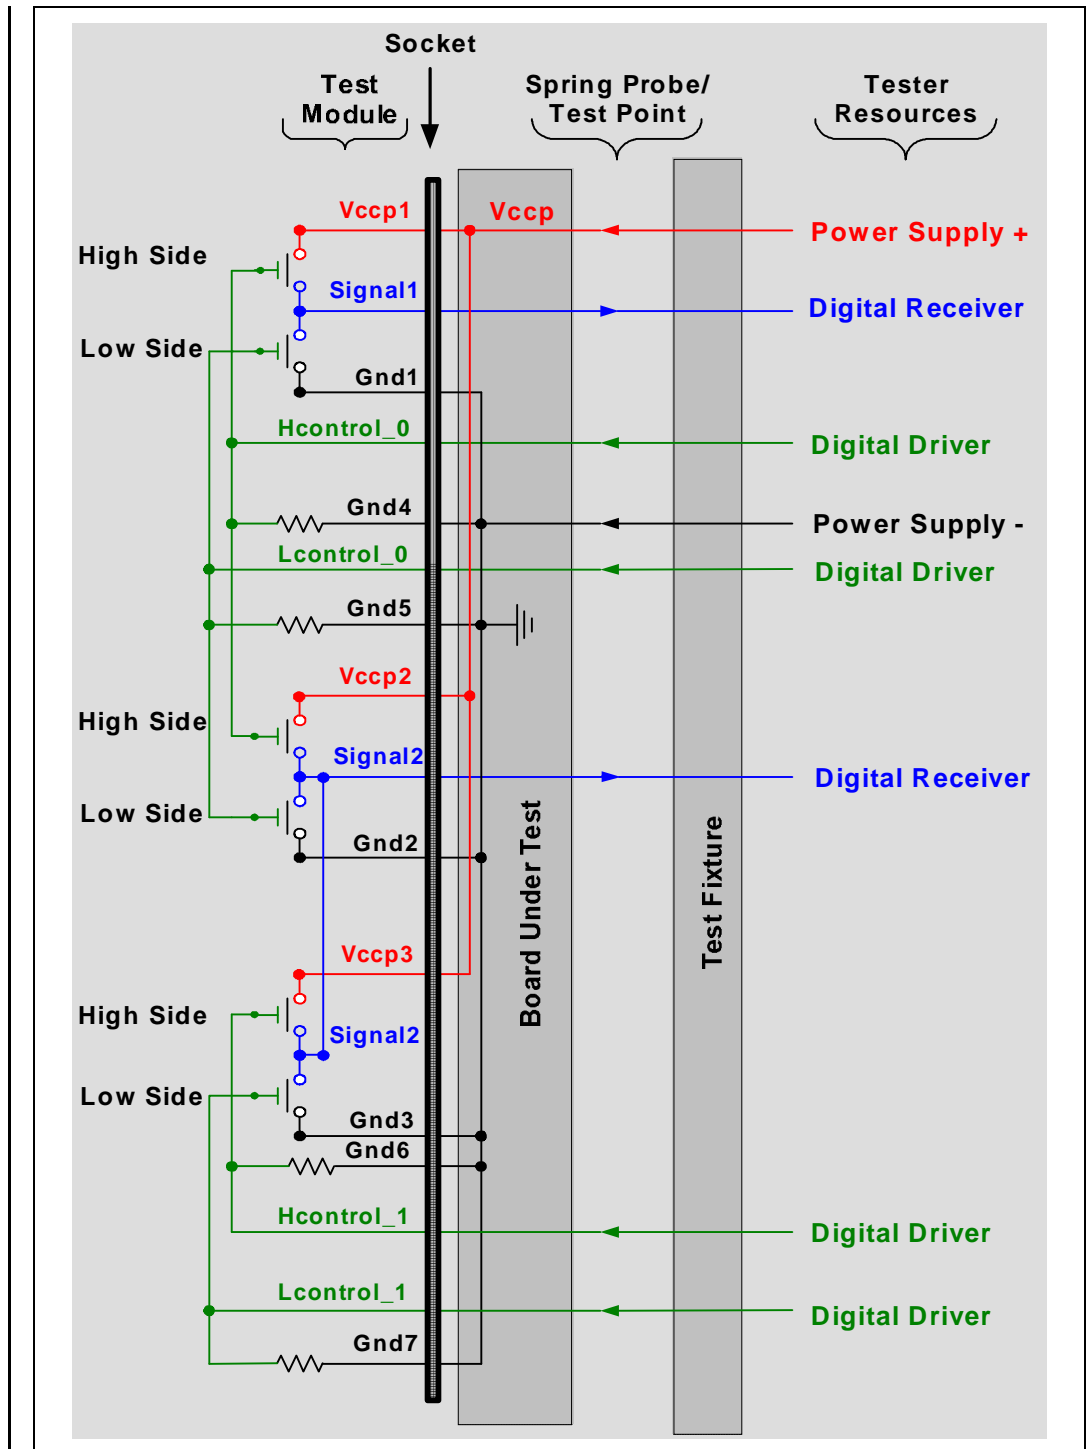 Socket
Test
Module
Spring Probe/
Test Point
Tester
Resources
Vccp1
Vccp
Power Supply +
High Side
Signal1
Digital Receiver
Low Side
Gnd1
Hcontrol_0
Digital Driver
Gnd4
Power Supply -
Lcontrol_0
Digital Driver
Gnd5
Vccp2
High Side
Signal2
Digital Receiver
Low Side
Gnd2
Board Under Test
Test Fixture
Vccp3
High Side
Signal2
Low Side
Gnd3
Gnd6
Hcontrol_1
Digital Driver
Lcontrol_1
Digital Driver
Gnd7